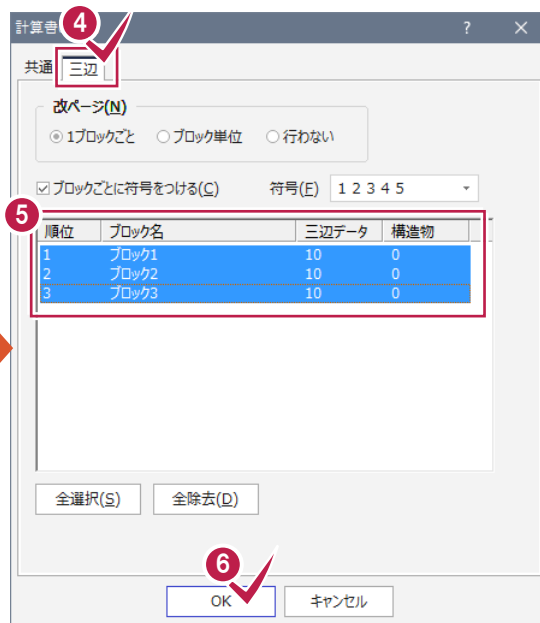 計算書
4
? ×
共通 三辺
改ページ(N)
1ブロックごと ブロック単位 行わない
ブロックごとに符号をつける(C) 符号(F) 1 2 3 4 5
5
順位 ブロック名 三辺データ 構造物
1 ブロック1 10 0
2 ブロック2 10 0
3 ブロック3 10 0
全選択(S) 全除去(D)
6
OK キャンセル